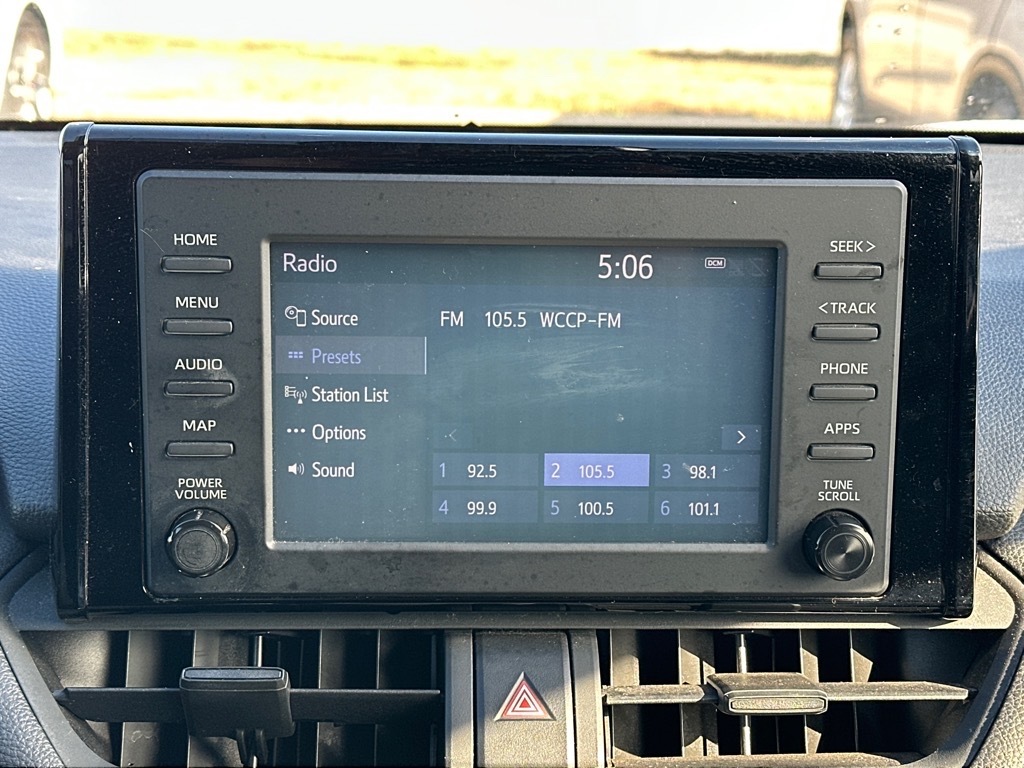 HOME
MENU
AUDIO
MAP
POWER
VOLUME
Radio
5:06
DCM
Source
Presets
Station List
Options
Sound
FM 105.5 WCCP-FM
< >
1 92.5 2 105.5 3 98.1
4 99.9 5 100.5 6 101.1
SEEK >
< TRACK
PHONE
APPS
TUNE
SCROLL